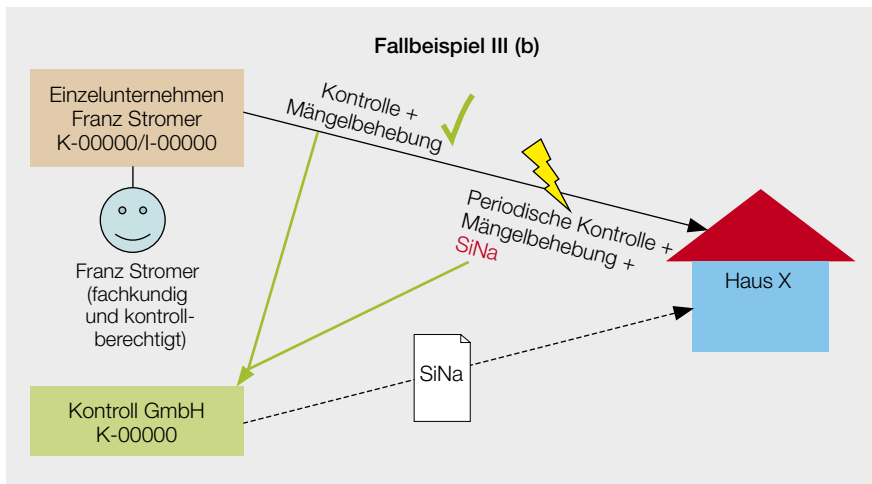 Fallbeispiel III (b)
Einzelunternehmen
Franz Stromer
K-00000/I-00000
Kontrolle +
Mängelbehebung
Periodische Kontrolle +
Mängelbehebung +
SiNa
Franz Stromer
(fachkundig
und kontroll-
berechtigt)
Haus X
SiNa
Kontroll GmbH
K-00000